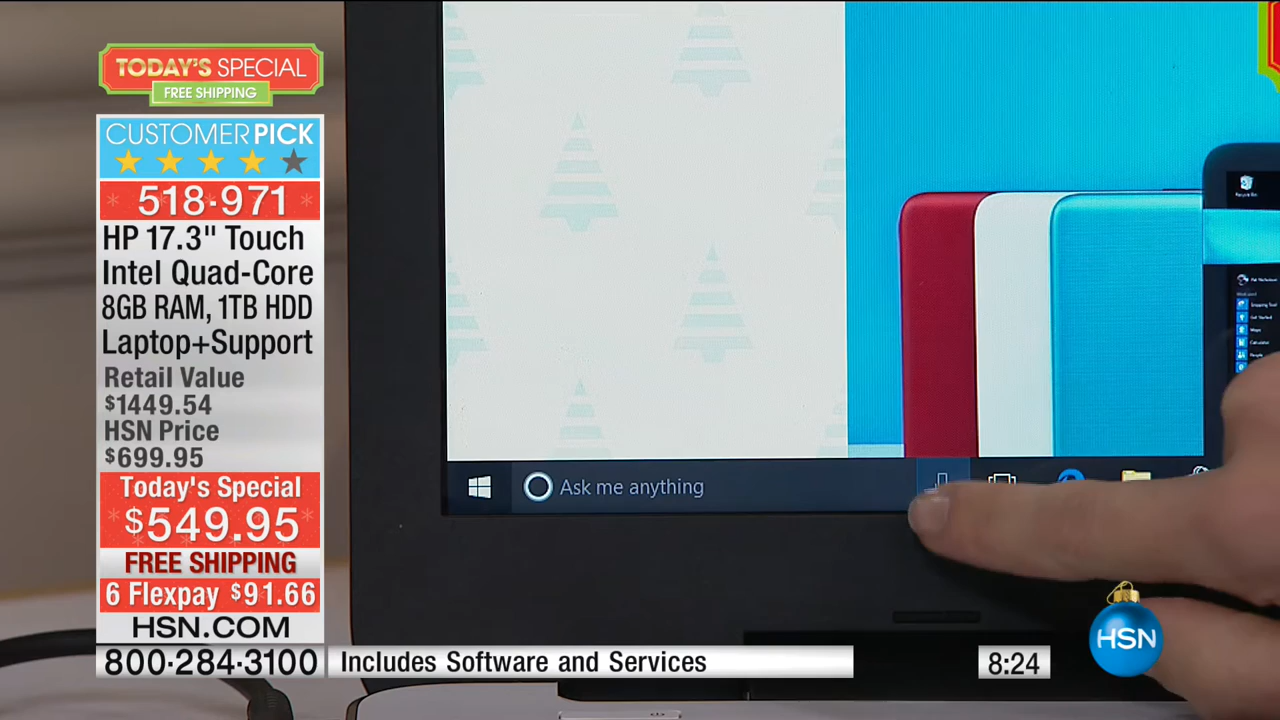 TODAY'S SPECIAL
FREE SHIPPING
CUSTOMER PICK
518·971
HP 17.3" Touch
Intel Quad-Core
8GB RAM, 1TB HDD
Laptop+Support
Retail Value
$1449.54
HSN Price
$699.95
Today's Special
$549.95
FREE SHIPPING
6 Flexpay $91.66
HSN.COM
800·284·3100
Includes Software and Services
8:24
HSN
Ask me anything